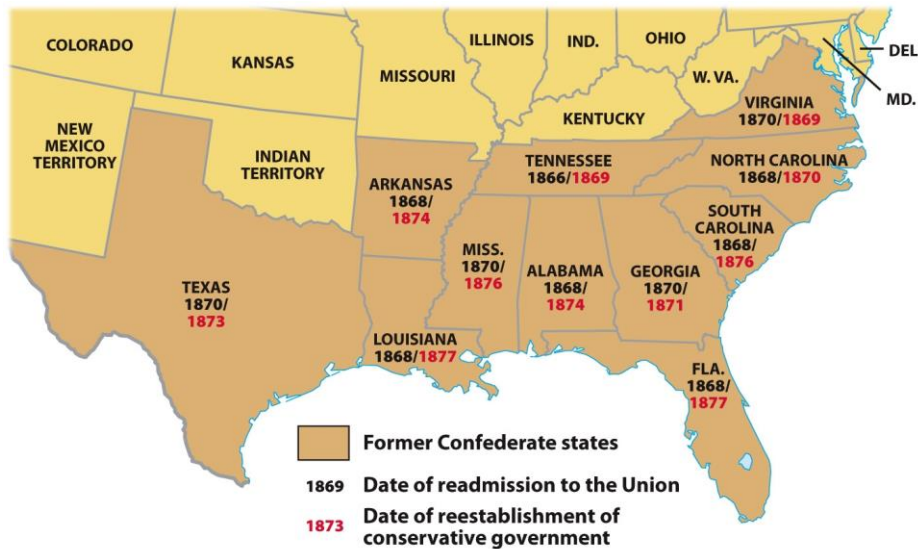 COLORADO
KANSAS
MISSOURI
ILLINOIS
IND.
OHIO
W. VA.
DEL
MD.
KENTUCKY
NEW
MEXICO
TERRITORY
INDIAN
TERRITORY
VIRGINIA
1870/1869
TENNESSEE
1866/1869
NORTH CAROLINA
1868/1870
ARKANSAS
1868/
1874
SOUTH
CAROLINA
1868/
1876
MISS.
1870/
1876
ALABAMA
1868/
1874
GEORGIA
1870/
1871
TEXAS
1870/
1873
LOUISIANA
1868/1877
FLA.
1868/
1877
Former Confederate states
1869 Date of readmission to the Union
1873 Date of reestablishment of
conservative government